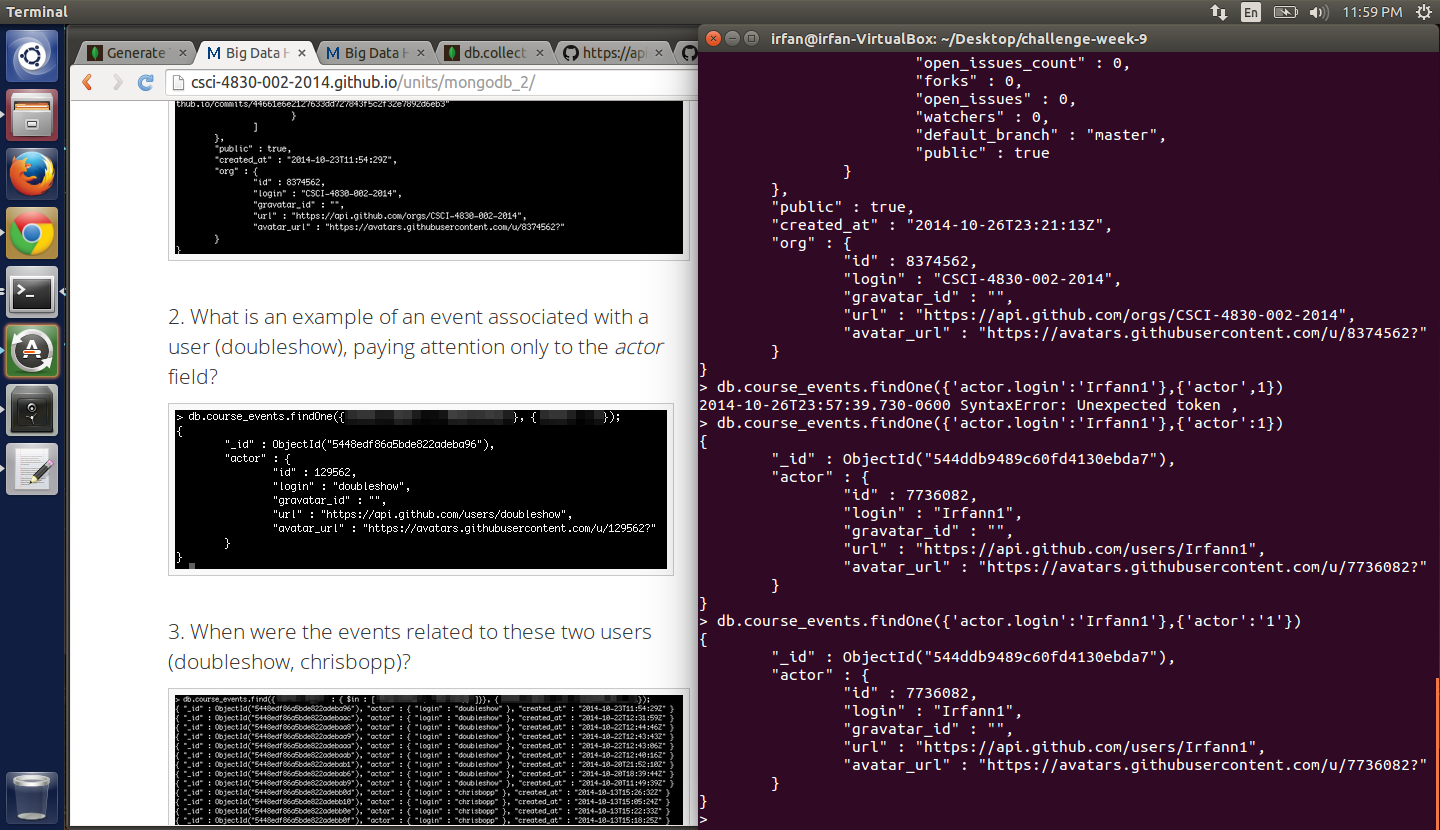 Terminal
En
11:59 PM
Generate
Big Data H
Big Data H
db.collect
https://api
csci-4830-002-2014.github.io/units/mongodb_2/
thub.io/commits/44661e6e2127633dd727843f5c2f32e7892d6eb3"
}
]
},
"public" : true,
"created_at" : "2014-10-23T11:54:29Z",
"org" : {
"id" : 8374562,
"login" : "CSCI-4830-002-2014",
"gravatar_id" : "",
"url" : "https://api.github.com/orgs/CSCI-4830-002-2014",
"avatar_url" : "https://avatars.githubusercontent.com/u/8374562?"
}
}
2. What is an example of an event associated with a
user (doubleshow), paying attention only to the actor
field?
> db.course_events.findOne({ }, { });
{
"_id" : ObjectId("5448edf86a5bde822adeba96"),
"actor" : {
"id" : 129562,
"login" : "doubleshow",
"gravatar_id" : "",
"url" : "https://api.github.com/users/doubleshow",
"avatar_url" : "https://avatars.githubusercontent.com/u/129562?"
}
}
3. When were the events related to these two users
(doubleshow, chrisbopp)?
> db.course_events.find({ : { $in : [ ]}}, { });
{ "_id" : ObjectId("5448edf86a5bde822adeba96"), "actor" : { "login" : "doubleshow" }, "created_at" : "2014-10-23T11:54:29Z" }
{ "_id" : ObjectId("5448edf86a5bde822adebaac"), "actor" : { "login" : "doubleshow" }, "created_at" : "2014-10-22T12:31:59Z" }
{ "_id" : ObjectId("5448edf86a5bde822adebaa9"), "actor" : { "login" : "doubleshow" }, "created_at" : "2014-10-22T12:44:46Z" }
{ "_id" : ObjectId("5448edf86a5bde822adebaa9"), "actor" : { "login" : "doubleshow" }, "created_at" : "2014-10-22T12:43:43Z" }
{ "_id" : ObjectId("5448edf86a5bde822adebaaa"), "actor" : { "login" : "doubleshow" }, "created_at" : "2014-10-22T12:43:06Z" }
{ "_id" : ObjectId("5448edf86a5bde822adebaab"), "actor" : { "login" : "doubleshow" }, "created_at" : "2014-10-22T12:40:16Z" }
{ "_id" : ObjectId("5448edf86a5bde822adebab1"), "actor" : { "login" : "doubleshow" }, "created_at" : "2014-10-20T21:52:10Z" }
{ "_id" : ObjectId("5448edf86a5bde822adebab6"), "actor" : { "login" : "doubleshow" }, "created_at" : "2014-10-20T18:39:44Z" }
{ "_id" : ObjectId("5448edf86a5bde822adebab9"), "actor" : { "login" : "doubleshow" }, "created_at" : "2014-10-20T11:49:39Z" }
{ "_id" : ObjectId("5448edf86a5bde822adebb0d"), "actor" : { "login" : "chrisbopp" }, "created_at" : "2014-10-13T15:26:32Z" }
{ "_id" : ObjectId("5448edf86a5bde822adebb10"), "actor" : { "login" : "chrisbopp" }, "created_at" : "2014-10-13T15:05:24Z" }
{ "_id" : ObjectId("5448edf86a5bde822adebb0e"), "actor" : { "login" : "chrisbopp" }, "created_at" : "2014-10-13T15:22:33Z" }
{ "_id" : ObjectId("5448edf86a5bde822adebb0f"), "actor" : { "login" : "chrisbopp" }, "created_at" : "2014-10-13T15:18:25Z" }
irfan@irfan-VirtualBox: ~/Desktop/challenge-week-9
"open_issues_count" : 0,
"forks" : 0,
"open_issues" : 0,
"watchers" : 0,
"default_branch" : "master",
"public" : true
}
},
"public" : true,
"created_at" : "2014-10-26T23:21:13Z",
"org" : {
"id" : 8374562,
"login" : "CSCI-4830-002-2014",
"gravatar_id" : "",
"url" : "https://api.github.com/orgs/CSCI-4830-002-2014",
"avatar_url" : "https://avatars.githubusercontent.com/u/8374562?"
}
}
> db.course_events.findOne({'actor.login':'Irfann1'},{'actor',1})
2014-10-26T23:57:39.730-0600 SyntaxError: Unexpected token ,
> db.course_events.findOne({'actor.login':'Irfann1'},{'actor':1})
{
"_id" : ObjectId("544ddb9489c60fd4130ebda7"),
"actor" : {
"id" : 7736082,
"login" : "Irfann1",
"gravatar_id" : "",
"url" : "https://api.github.com/users/Irfann1",
"avatar_url" : "https://avatars.githubusercontent.com/u/7736082?"
}
}
> db.course_events.findOne({'actor.login':'Irfann1'},{'actor':'1'})
{
"_id" : ObjectId("544ddb9489c60fd4130ebda7"),
"actor" : {
"id" : 7736082,
"login" : "Irfann1",
"gravatar_id" : "",
"url" : "https://api.github.com/users/Irfann1",
"avatar_url" : "https://avatars.githubusercontent.com/u/7736082?"
}
}
>